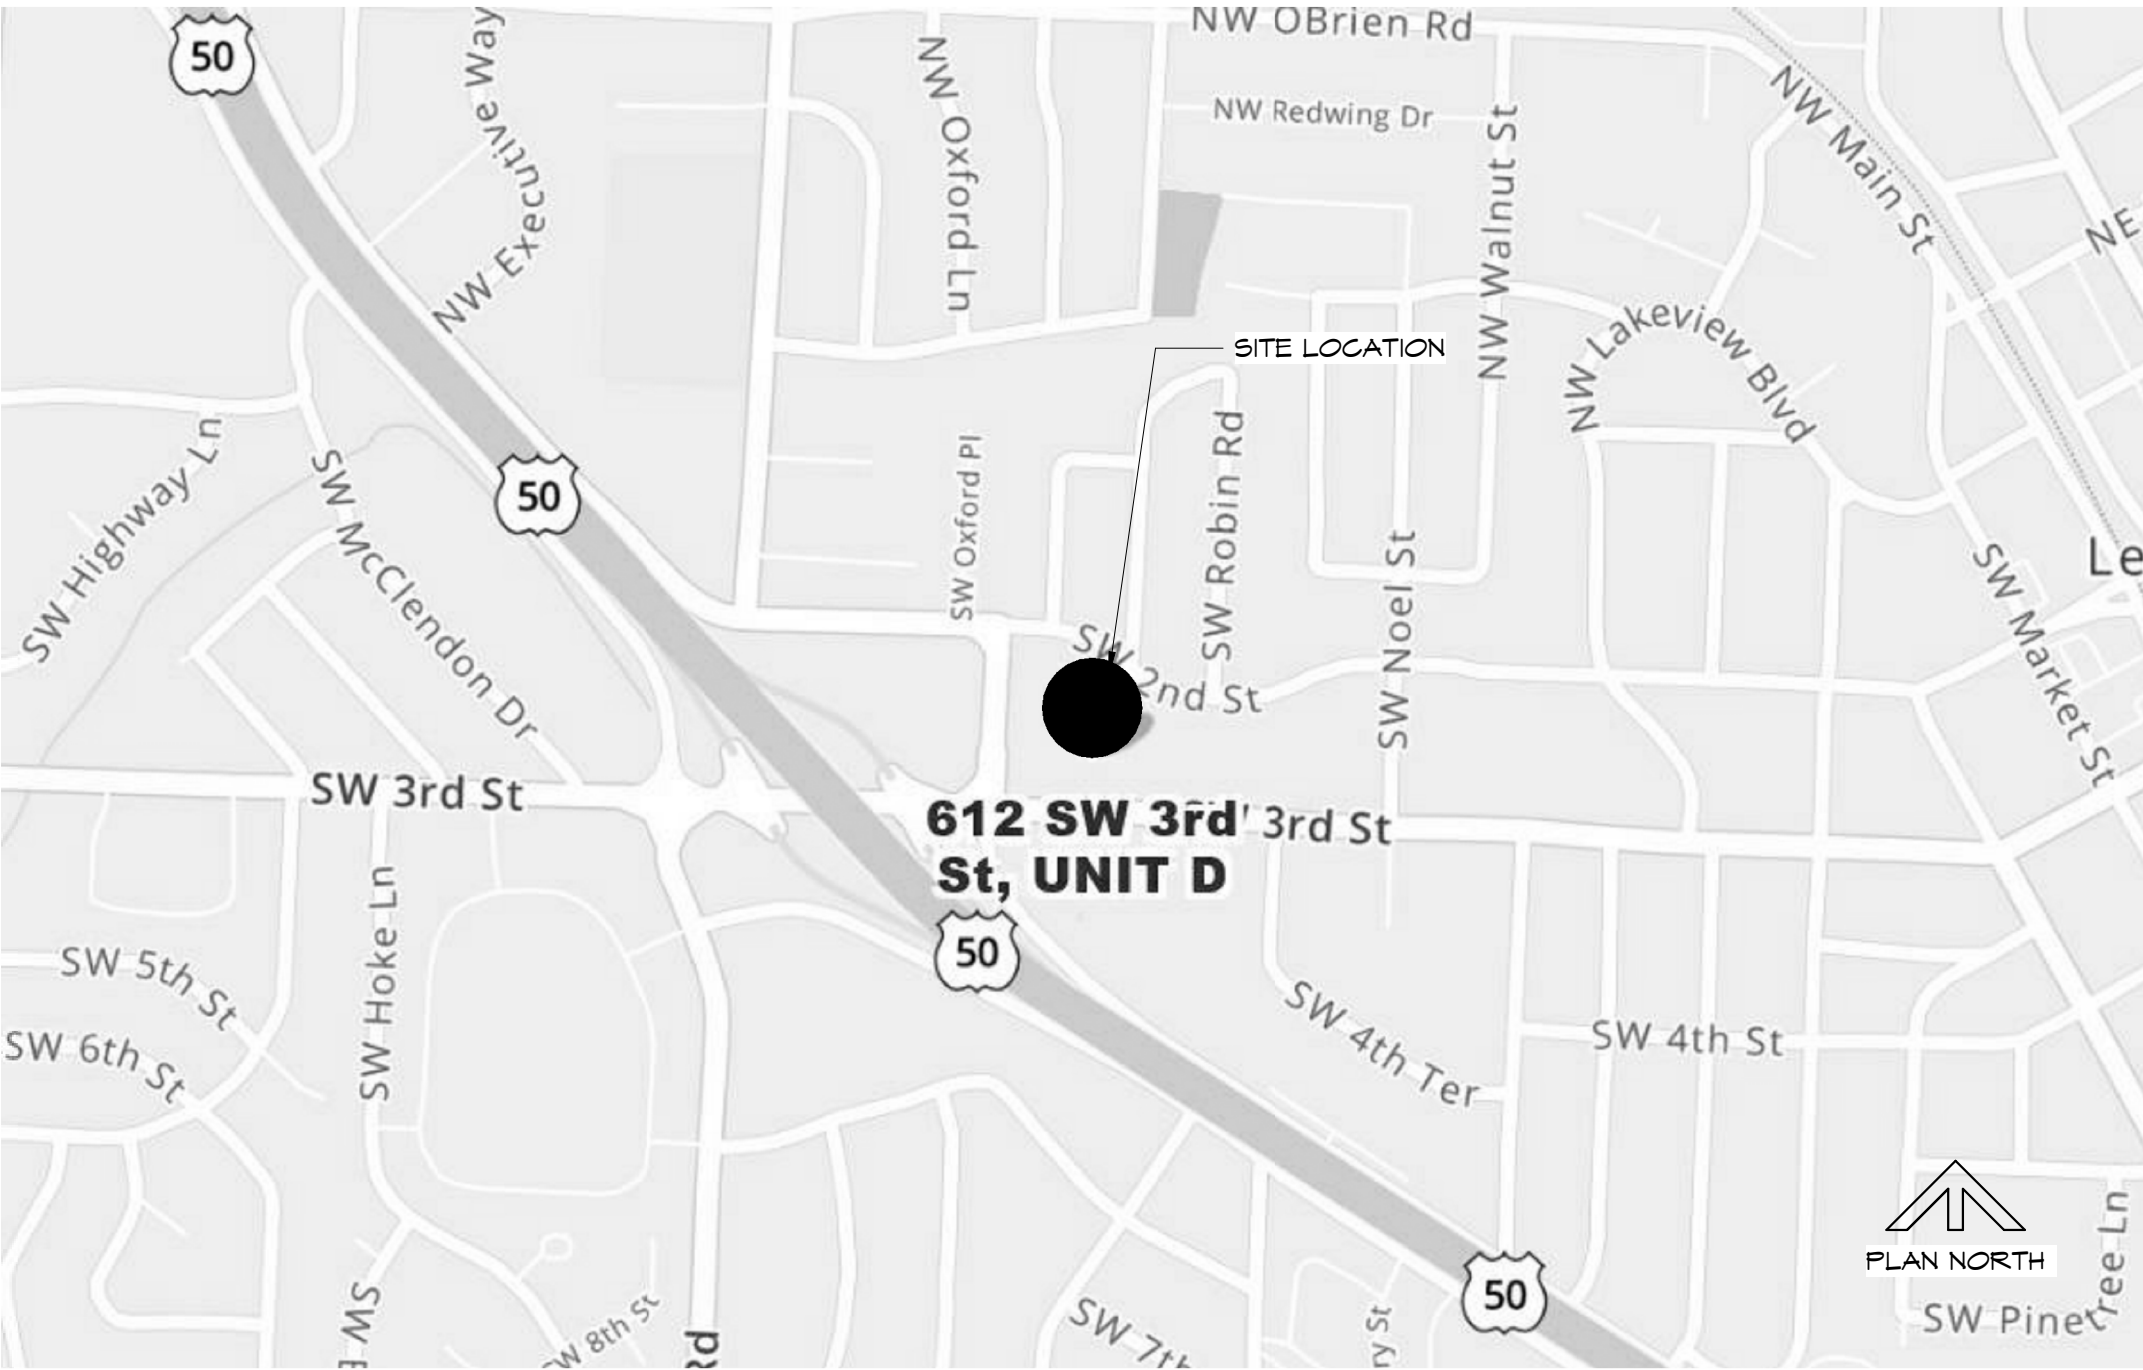 50
NW Executive Way
NW Oxford Ln
NW OBrien Rd
NW Redwing Dr
NW Walnut St
NW Main St
NE
NW Lakeview Blvd
SITE LOCATION
SW Highway Ln
SW McClendon Dr
50
SW Oxford Pl
SW Robin Rd
SW Noel St
SW 2nd St
SW Market St
Le
SW 3rd St
612 SW 3rd
St, UNIT D
3rd St
50
SW Hoke Ln
SW 5th St
SW 6th St
SW 4th Ter
SW 4th St
PLAN NORTH
SW Pinetree Ln
50
SW 8th St
SW 7th
ry St
Rd